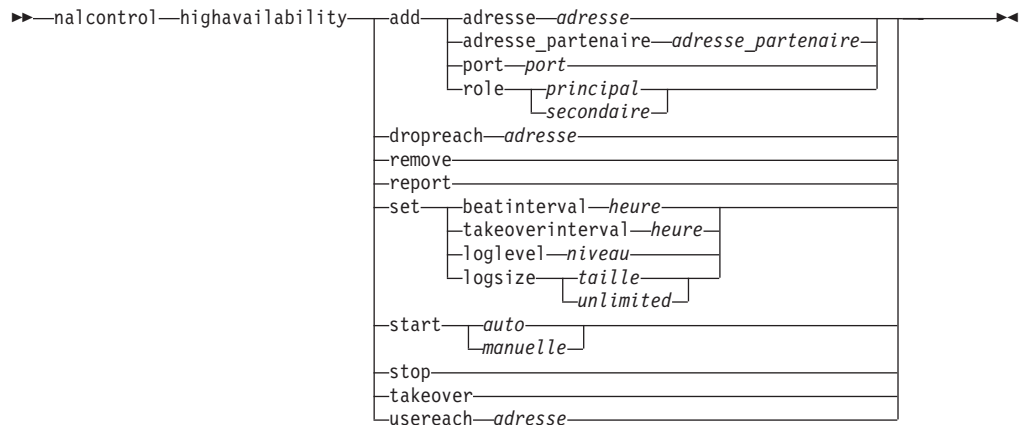 nalcontrol highavailability add adresse adresse
adresse_partenaire adresse_partenaire
port port
role principal
secondaire
dropreach adresse
remove
report
set beatinterval heure
takeoverinterval heure
loglevel niveau
logsize taille
unlimited
start auto
manuelle
stop
takeover
usereach adresse